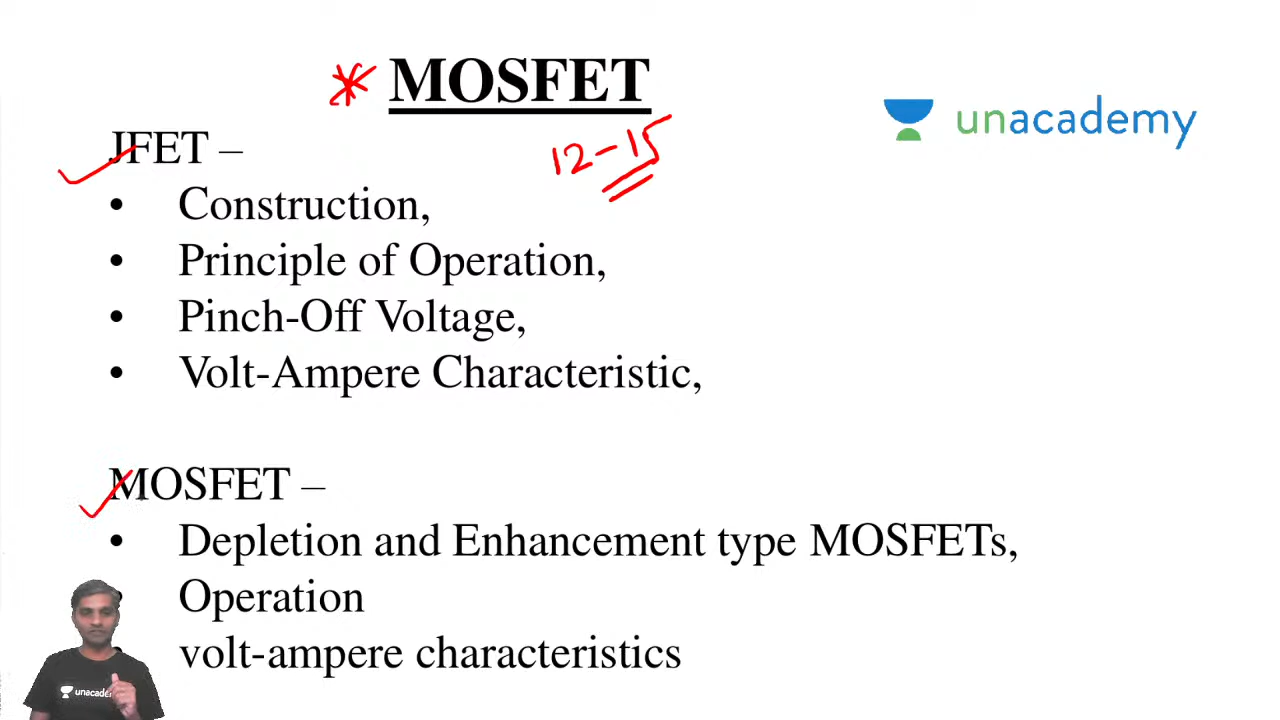 * MOSFET
unacademy
JFET –
12-15
• Construction,
• Principle of Operation,
• Pinch-Off Voltage,
• Volt-Ampere Characteristic,
MOSFET –
• Depletion and Enhancement type MOSFETs,
• Operation
• volt-ampere characteristics
unacademy